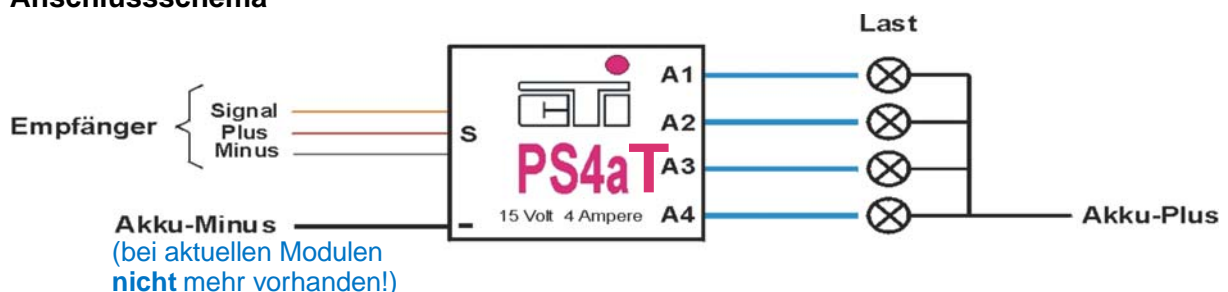 Anschlussschema
Last
Empfänger
Signal
Plus
Minus
S
CTI
PS4aT
15 Volt 4 Ampere
A1
A2
A3
A4
Akku-Minus
-
Akku-Plus
(bei aktuellen Modulen
nicht mehr vorhanden!)